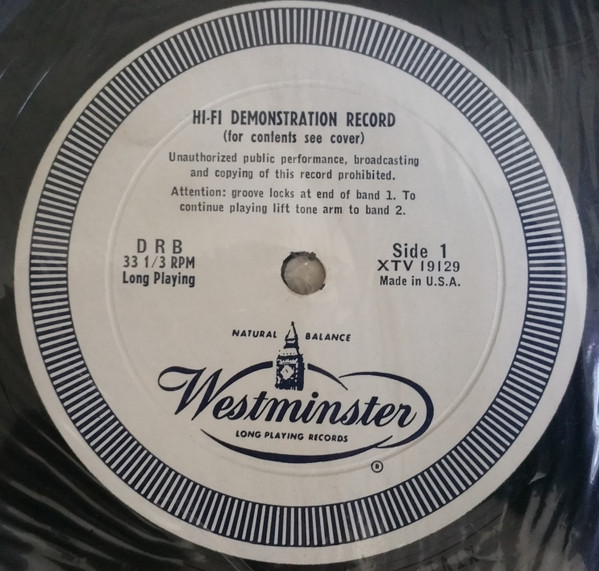 HI-FI DEMONSTRATION RECORD
(for contents see cover)
Unauthorized public performance, broadcasting
and copying of this record prohibited.
Attention: groove locks at end of band 1. To
continue playing lift tone arm to band 2.
D R B
33 1/3 RPM
Long Playing
Side 1
XTV 19129
Made in U.S.A.
NATURAL BALANCE
Westminster
LONG PLAYING RECORDS
®